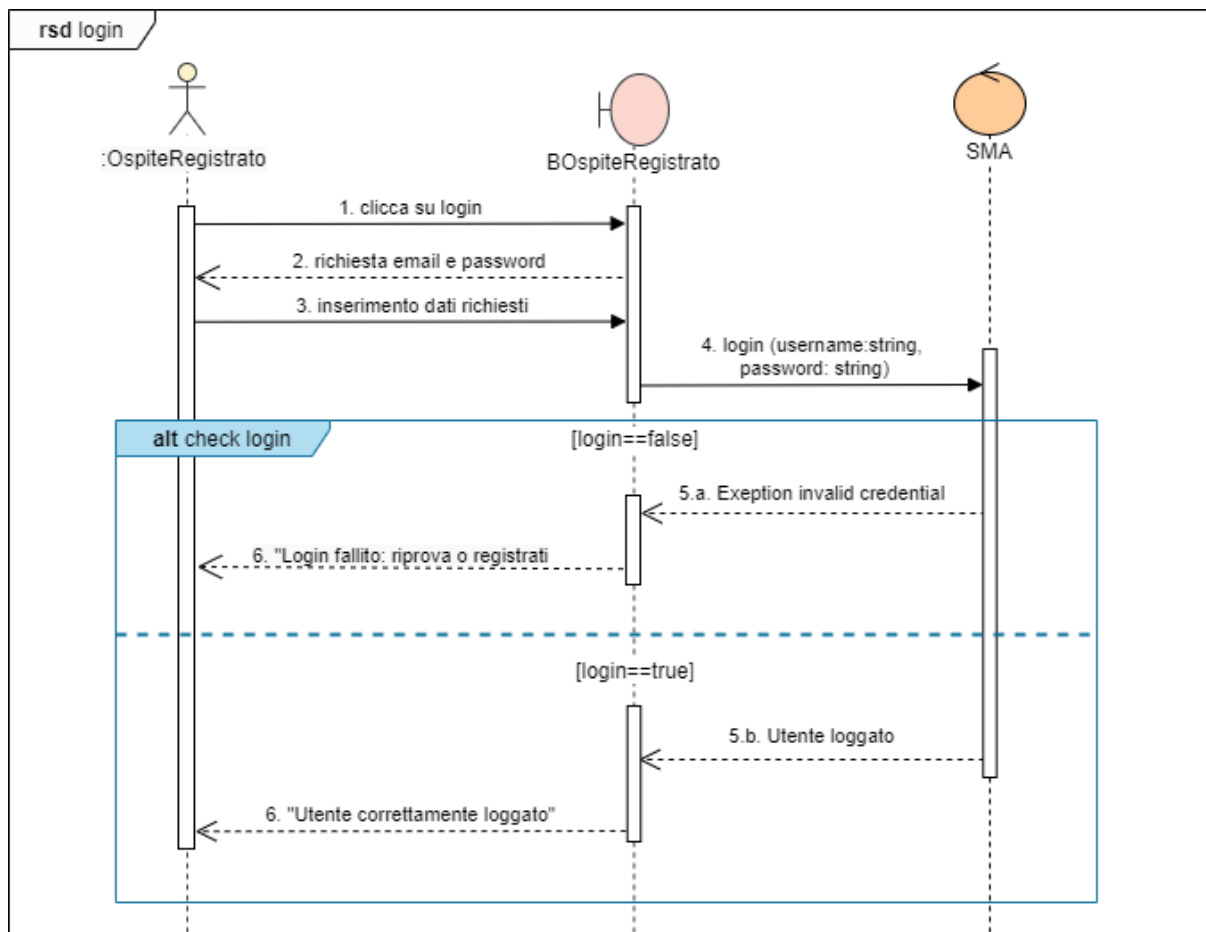 rsd login
:OspiteRegistrato
BOspiteRegistrato
SMA
1. clicca su login
2. richiesta email e password
3. inserimento dati richiesti
4. login (username:string,
password: string)
alt check login
[login==false]
5.a. Exeption invalid credential
6. "Login fallito: riprova o registrati
[login==true]
5.b. Utente loggato
6. "Utente correttamente loggato"